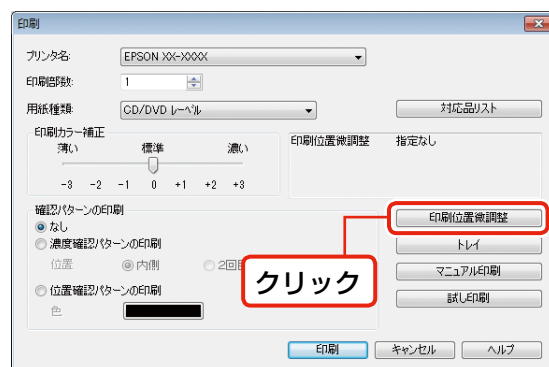 印刷
プリンタ名: EPSON XX-XXXX
印刷部数: 1
用紙種類: CD/DVD レーベル 対応品リスト
印刷カラー補正 印刷位置微調整 指定なし
薄い 標準 濃い
-3 -2 -1 0 +1 +2 +3
確認パターンの印刷 印刷位置微調整
なし
濃度確認パターンの印刷 トレイ
位置 内側 2回目 マニュアル印刷
クリック
位置確認パターンの印刷 試し印刷
色
印刷 キャンセル ヘルプ